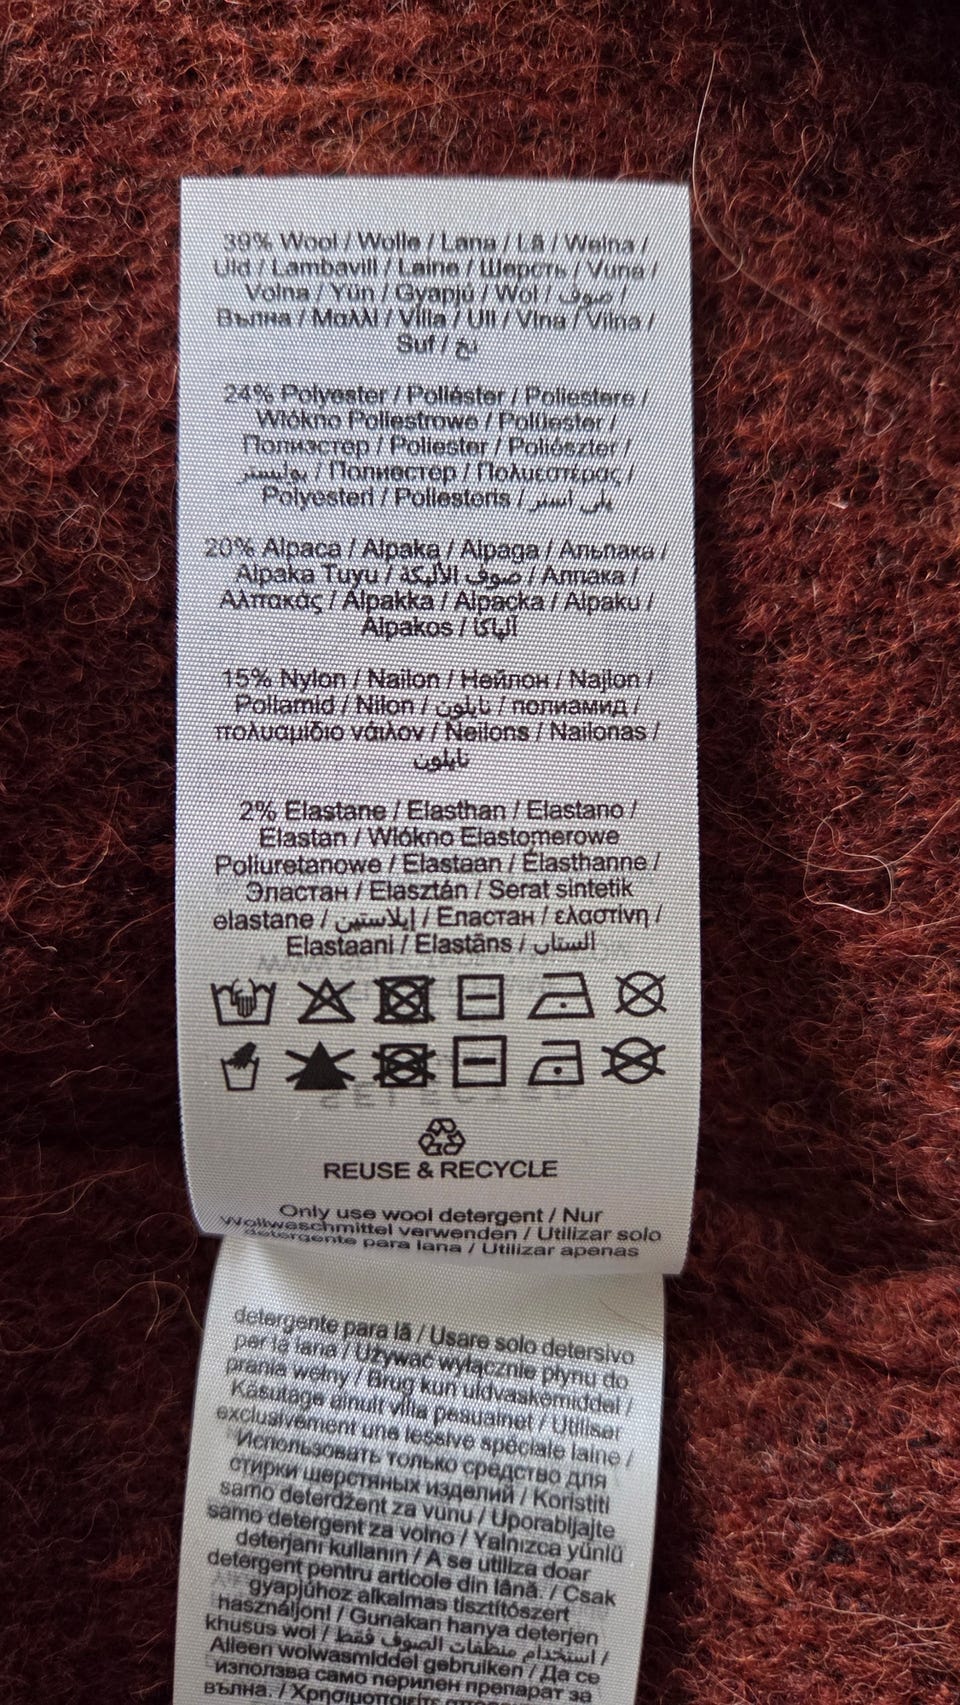 39% Wool / Wolle / Lana / Lã / Wełna /
Uld / Lambavill / Laine / Шерсть / Vuna /
Volna / Yün / Gyapjú / Wol / صوف /
Вълна / Μαλλί / Villa / Ull / Vlna / Vilna /
Suf / نخ
24% Polyester / Poliéster / Poliestere /
Włókno Poliestrowe / Polüester /
Полиэстер / Poliester / Poliészter /
بوليستر / Полиестер / Πολυεστέρας /
Polyesteri / Poliesteris / پلی استر
20% Alpaca / Alpaka / Alpaga / Альпака /
Alpaka Tuyu / صوف الألبكة / Алпака /
Αλπακάς / Alpakka / Alpacka / Alpaku /
Alpakos / آلپاکا
15% Nylon / Nailon / Нейлон / Najlon /
Poliamid / Nilon / نايلون / полиамид /
πολυαμίδιο νάιλον / Neilons / Nailonas /
نایلون
2% Elastane / Elasthan / Elastano /
Elastan / Włókno Elastomerowe
Poliuretanowe / Elastaan / Élasthanne /
Эластан / Elasztán / Serat sintetik
elastane / إيلاستين / Еластан / ελαστίνη /
Elastaani / Elastāns / الستان
REUSE & RECYCLE
Only use wool detergent / Nur
Wollwaschmittel verwenden / Utilizar solo
detergente para lana / Utilizar apenas
detergente para lã / Usare solo detersivo
per la lana / Używać wyłącznie płynu do
prania wełny / Brug kun uldvaskemiddel /
Kasutage ainult villa pesuainet / Utiliser
exclusivement une lessive spéciale laine /
Использовать только средство для
стирки шерстяных изделий / Koristiti
samo deterdžent za vunu / Uporabljajte
samo detergent za volno / Yalnızca yünlü
deterjanı kullanın / A se utiliza doar
detergent pentru articole din lână. / Csak
gyapjúhoz alkalmas tisztítószert
használjon! / Gunakan hanya deterjen
khusus wol / استخدام منظفات الصوف فقط /
Alleen wolwasmiddel gebruiken / Да се
използва само перилен препарат за
вълна. / Χρησιμοποιείτε